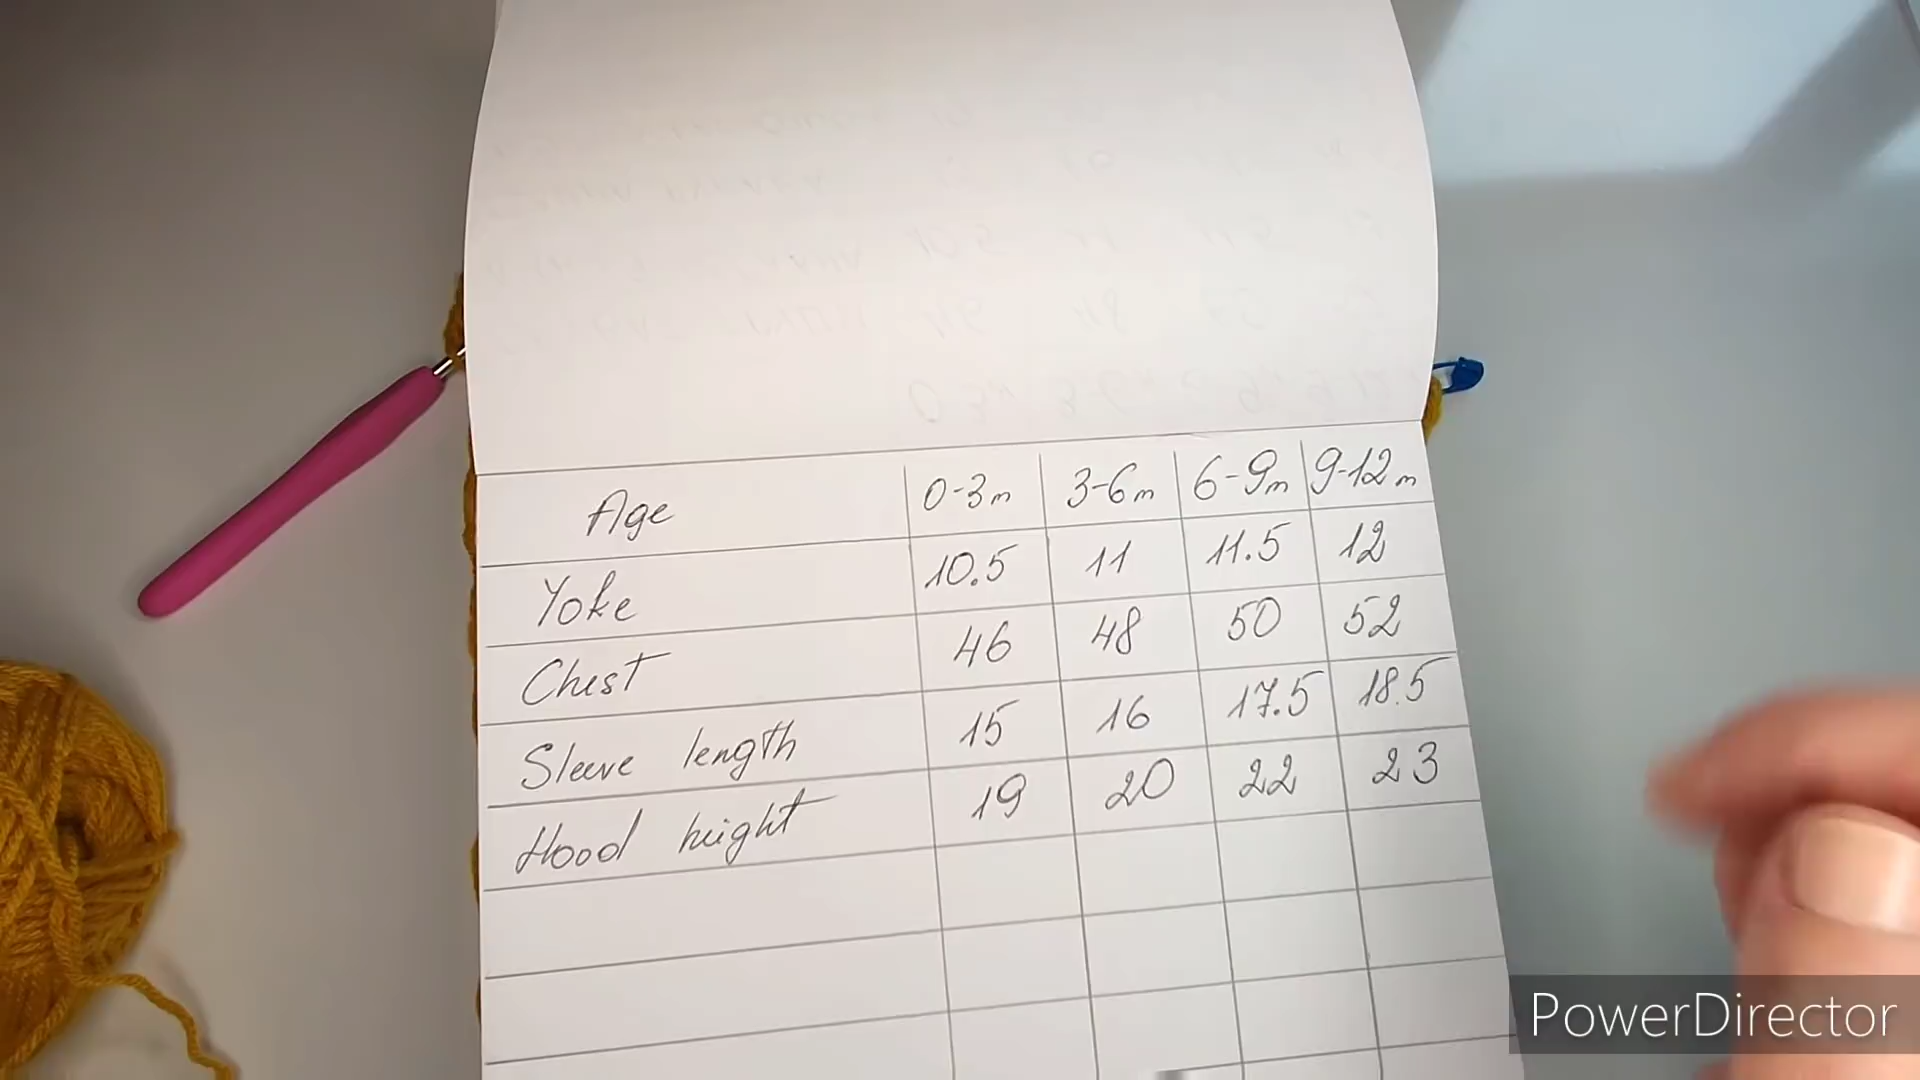 Age 0-3m 3-6m 6-9m 9-12m
Yoke 10.5 11 11.5 12
Chest 46 48 50 52
Sleeve length 15 16 17.5 18.5
Hood height 19 20 22 23
PowerDirector